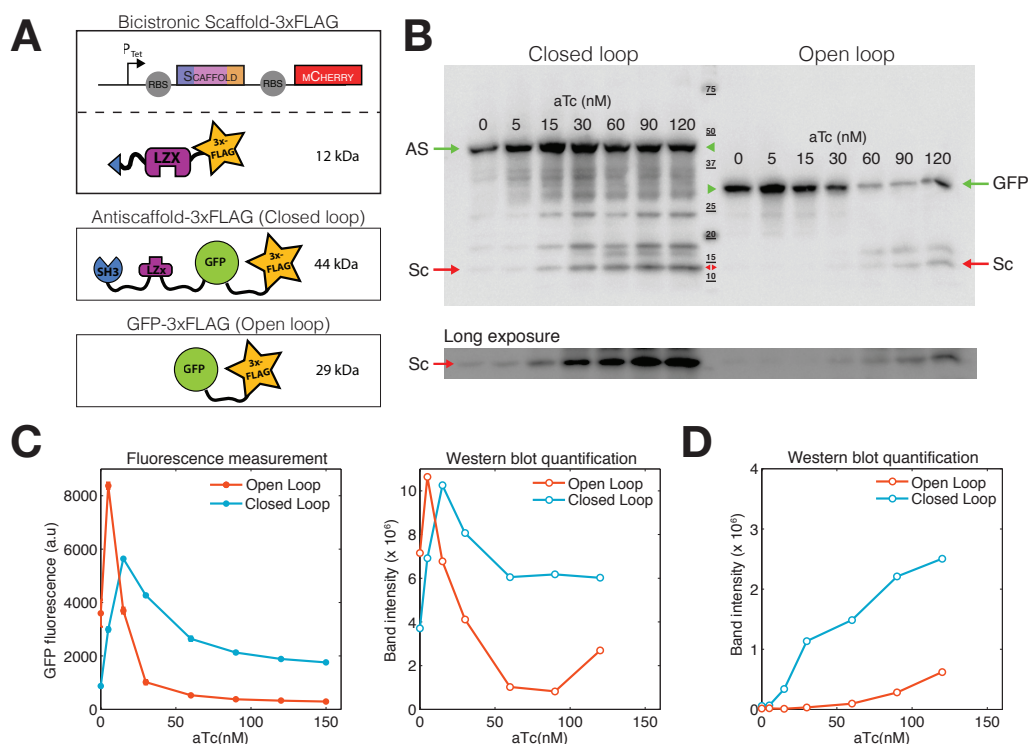 A
Bicistronic Scaffold-3xFLAG
PTet
RBS
SCAFFOLD
RBS
MCHERRY
LZX
3x-
FLAG
12 kDa
Antiscaffold-3xFLAG (Closed loop)
SH3
LZx
GFP
3x-
FLAG
44 kDa
GFP-3xFLAG (Open loop)
GFP
3x-
FLAG
29 kDa
B
Closed loop
Open loop
aTc (nM)
0 5 15 30 60 90 120
aTc (nM)
0 5 15 30 60 90 120
AS
Sc
75
50
37
25
20
15
10
GFP
Sc
Long exposure
Sc
C
Fluorescence measurement
Open Loop
Closed Loop
GFP fluorescence (a.u)
8000
6000
4000
2000
0
0 50 100 150
aTc(nM)
Western blot quantification
Open Loop
Closed Loop
Band intensity (x 10⁶)
10
8
6
4
2
0
0 50 100 150
aTc(nM)
D
Western blot quantification
Open Loop
Closed Loop
Band intensity (x 10⁶)
4
3
2
1
0
0 50 100 150
aTc(nM)